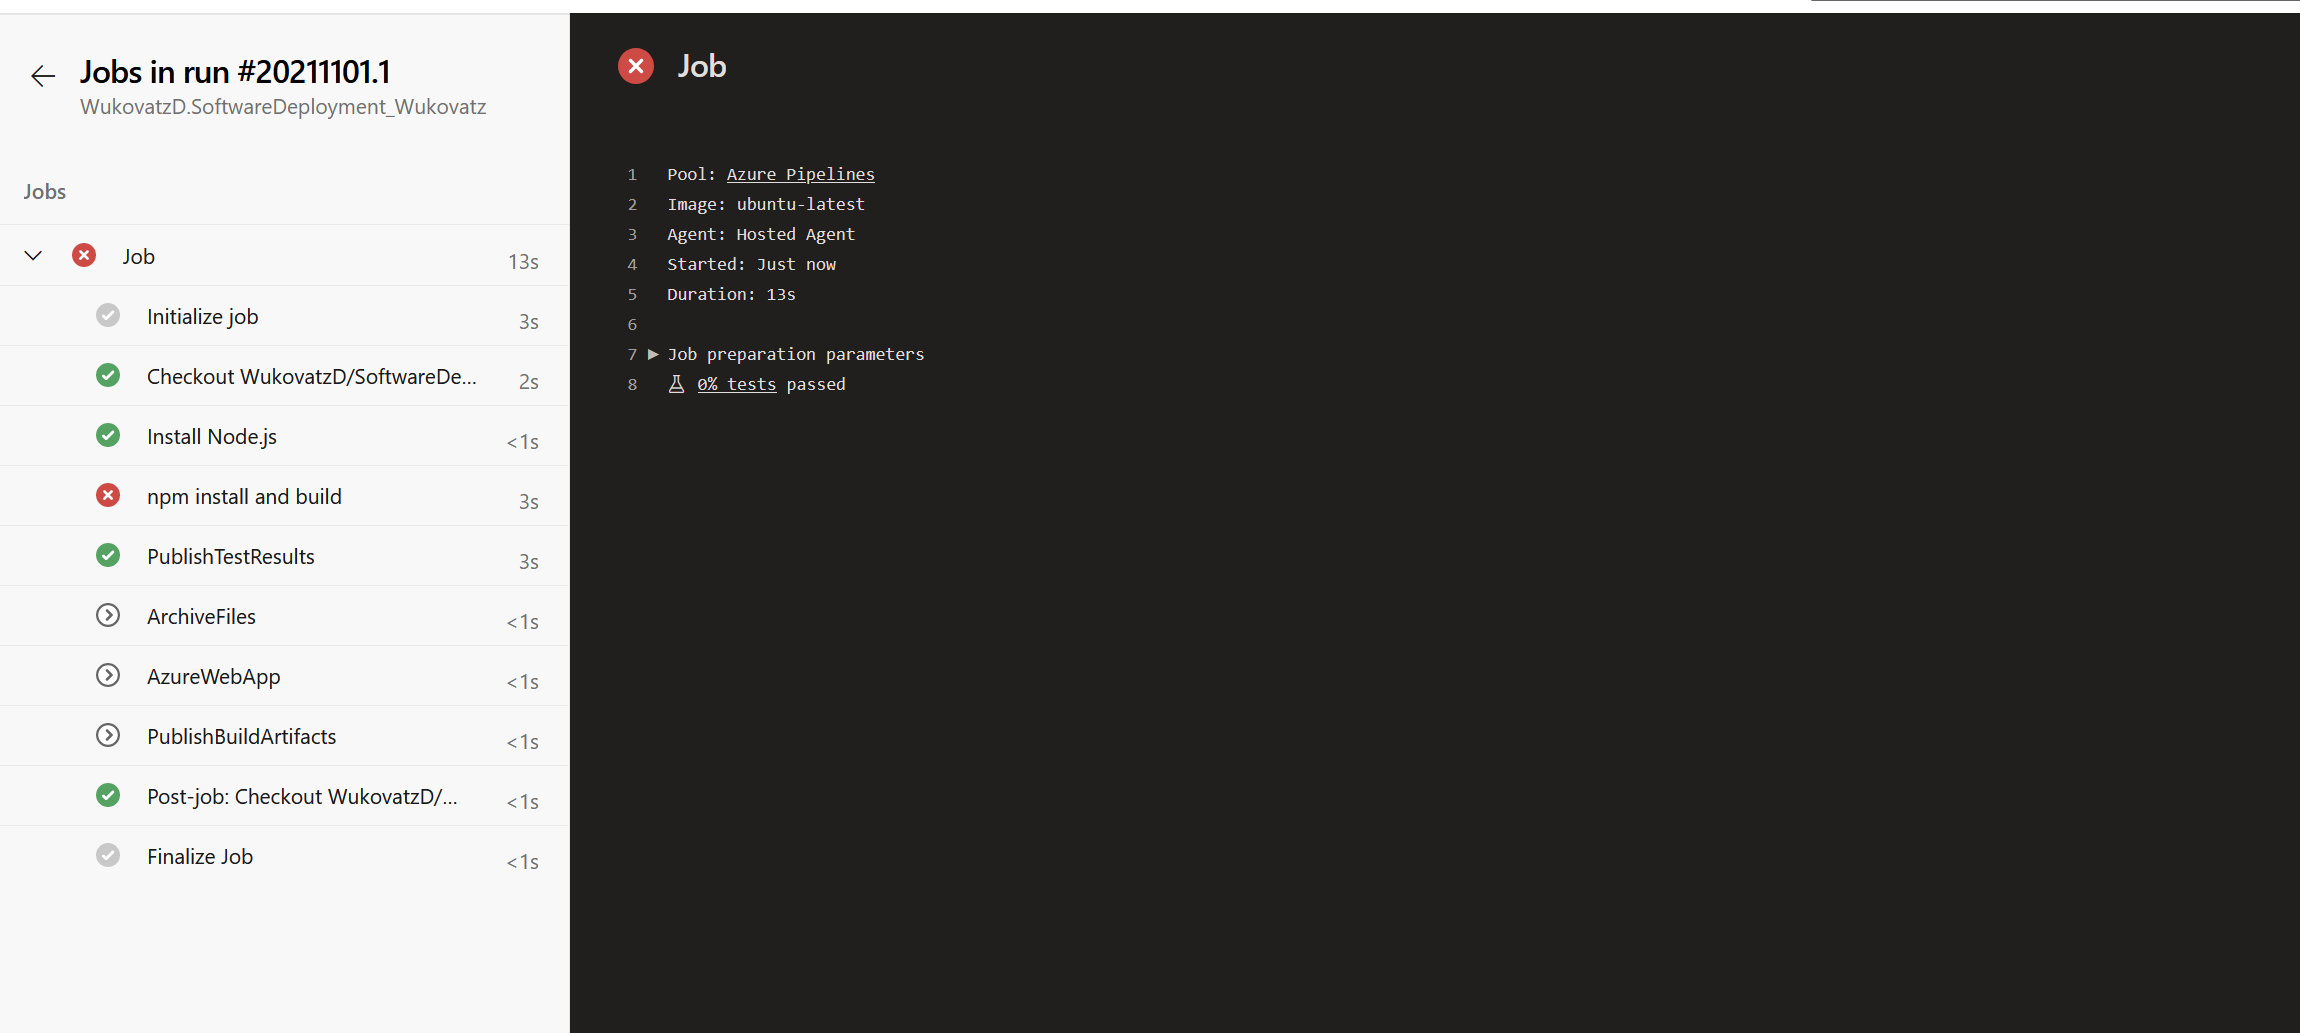 Jobs in run #20211101.1
WukovatzD.SoftwareDeployment_Wukovatz
Jobs
Job 13s
Initialize job 3s
Checkout WukovatzD/SoftwareDe... 2s
Install Node.js <1s
npm install and build 3s
PublishTestResults 3s
ArchiveFiles <1s
AzureWebApp <1s
PublishBuildArtifacts <1s
Post-job: Checkout WukovatzD/... <1s
Finalize Job <1s
Job
1 Pool: Azure Pipelines
2 Image: ubuntu-latest
3 Agent: Hosted Agent
4 Started: Just now
5 Duration: 13s
6
7 Job preparation parameters
8 0% tests passed